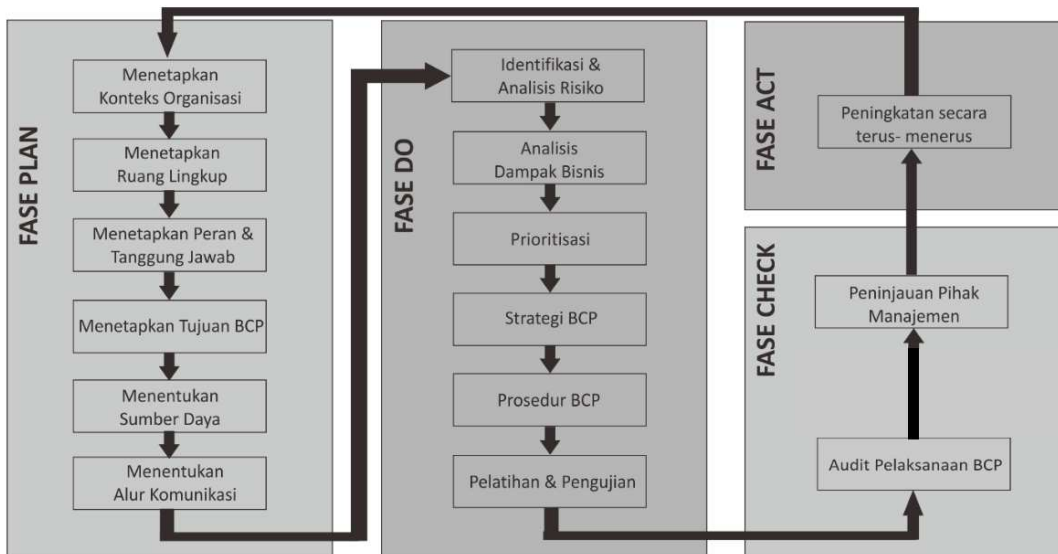 FASE PLAN
Menetapkan
Konteks Organisasi
Menetapkan
Ruang Lingkup
Menetapkan Peran &
Tanggung Jawab
Menetapkan Tujuan BCP
Menentukan
Sumber Daya
Menentukan
Alur Komunikasi
FASE DO
Identifikasi &
Analisis Risiko
Analisis
Dampak Bisnis
Prioritisasi
Strategi BCP
Prosedur BCP
Pelatihan & Pengujian
FASE ACT
Peningkatan secara
terus- menerus
FASE CHECK
Peninjauan Pihak
Manajemen
Audit Pelaksanaan BCP